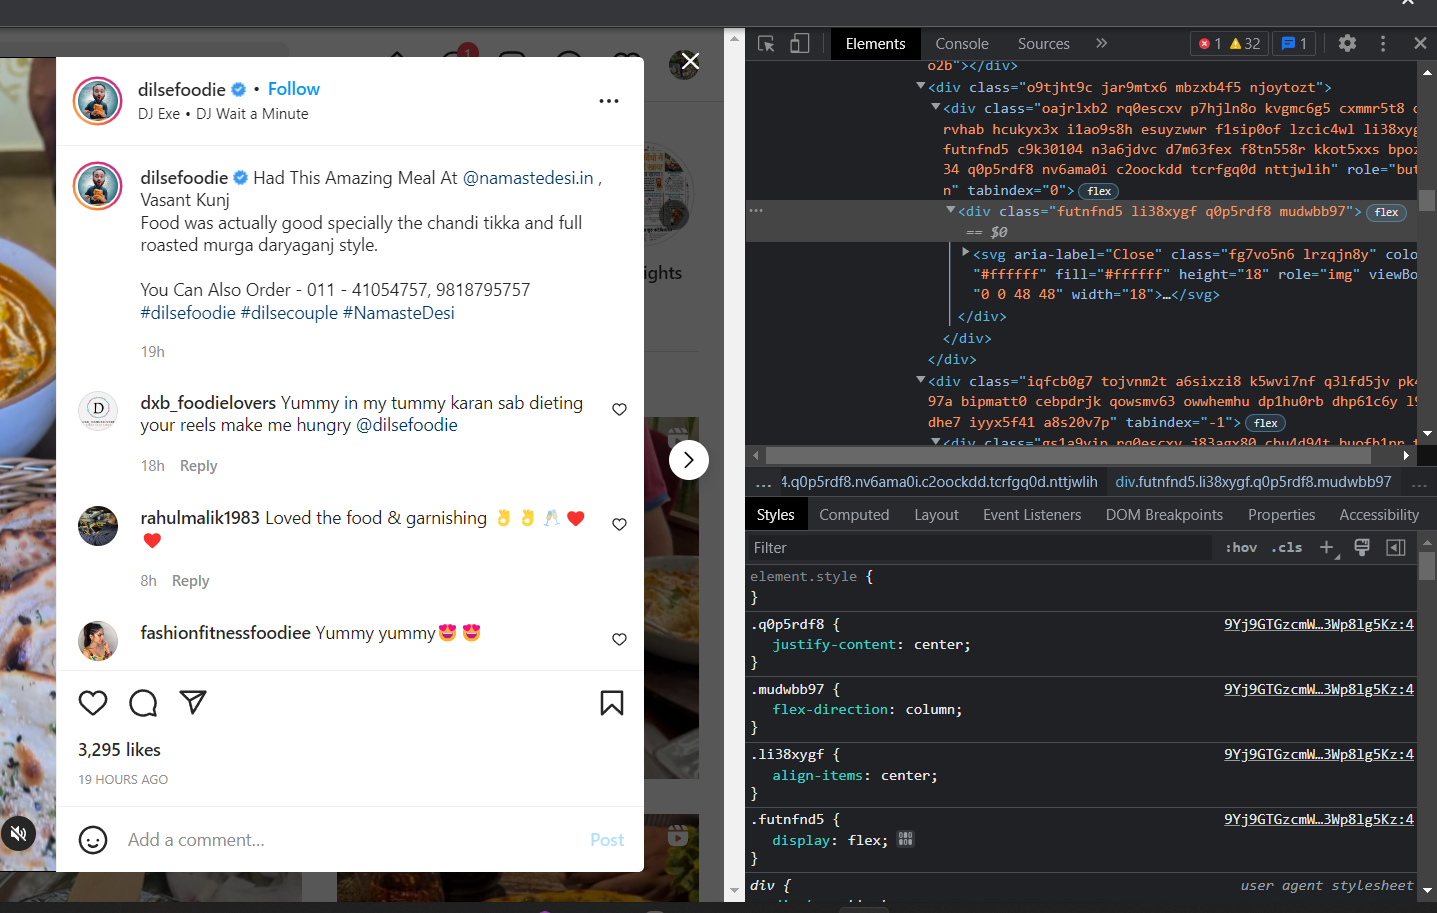 dilsefoodie • Follow
DJ Exe • DJ Wait a Minute
dilsefoodie Had This Amazing Meal At @namastedesi.in ,
Vasant Kunj
Food was actually good specially the chandi tikka and full
roasted murga daryaganj style.
You Can Also Order - 011 - 41054757, 9818795757
#dilsefoodie #dilsecouple #NamasteDesi
19h
dxb_foodielovers Yummy in my tummy karan sab dieting
your reels make me hungry @dilsefoodie
18h Reply
rahulmalik1983 Loved the food & garnishing 👌👌🥂❤️
❤️
8h Reply
fashionfitnessfoodiee Yummy yummy😍😍
3,295 likes
19 HOURS AGO
Add a comment... Post
1
ights
Elements Console Sources » 1 32 1
o2b"></div>
<div class="o9tjht9c jar9mtx6 mbzxb4f5 njoytozt">
<div class="oajrlxb2 rq0escxv p7hjln8o kvgmc6g5 cxmmr5t8
rvhab hcukyx3x i1ao9s8h esuyzwwr f1sip0of lzcic4wl li38xyg
futnfnd5 c9k30104 n3a6jdvc d7m63fex f8tn558r kkot5xxs bpoz
34 q0p5rdf8 nv6ama0i c2oockdd tcrfgq0d nttjwlih" role="but
n" tabindex="0"> flex
<div class="futnfnd5 li38xygf q0p5rdf8 mudwbb97"> flex
== $0
<svg aria-label="Close" class="fg7vo5n6 lrzqjn8y" colo
"#ffffff" fill="#ffffff" height="18" role="img" viewBo
"0 0 48 48" width="18">…</svg>
</div>
</div>
</div>
<div class="iqfcb0g7 tojvnm2t a6sixzi8 k5wvi7nf q3lfd5jv pk4
97a bipmatt0 cebpdrjk qowsmv63 owwhemhu dp1hu0rb dhp61c6y l9
dhe7 iyyx5f41 a8s20v7p" tabindex="-1"> flex
<div class="gs1a9yip rq0escxv j83agx80 cbu4d94t buofh1pr
... 4.q0p5rdf8.nv6ama0i.c2oockdd.tcrfgq0d.nttjwlih div.futnfnd5.li38xygf.q0p5rdf8.mudwbb97 ...
Styles Computed Layout Event Listeners DOM Breakpoints Properties Accessibility
Filter :hov .cls +
element.style {
}
.q0p5rdf8 { 9Yj9GTGzcmW…3Wp8lg5Kz:4
justify-content: center;
}
.mudwbb97 { 9Yj9GTGzcmW…3Wp8lg5Kz:4
flex-direction: column;
}
.li38xygf { 9Yj9GTGzcmW…3Wp8lg5Kz:4
align-items: center;
}
.futnfnd5 { 9Yj9GTGzcmW…3Wp8lg5Kz:4
display: flex;
}
div { user agent stylesheet